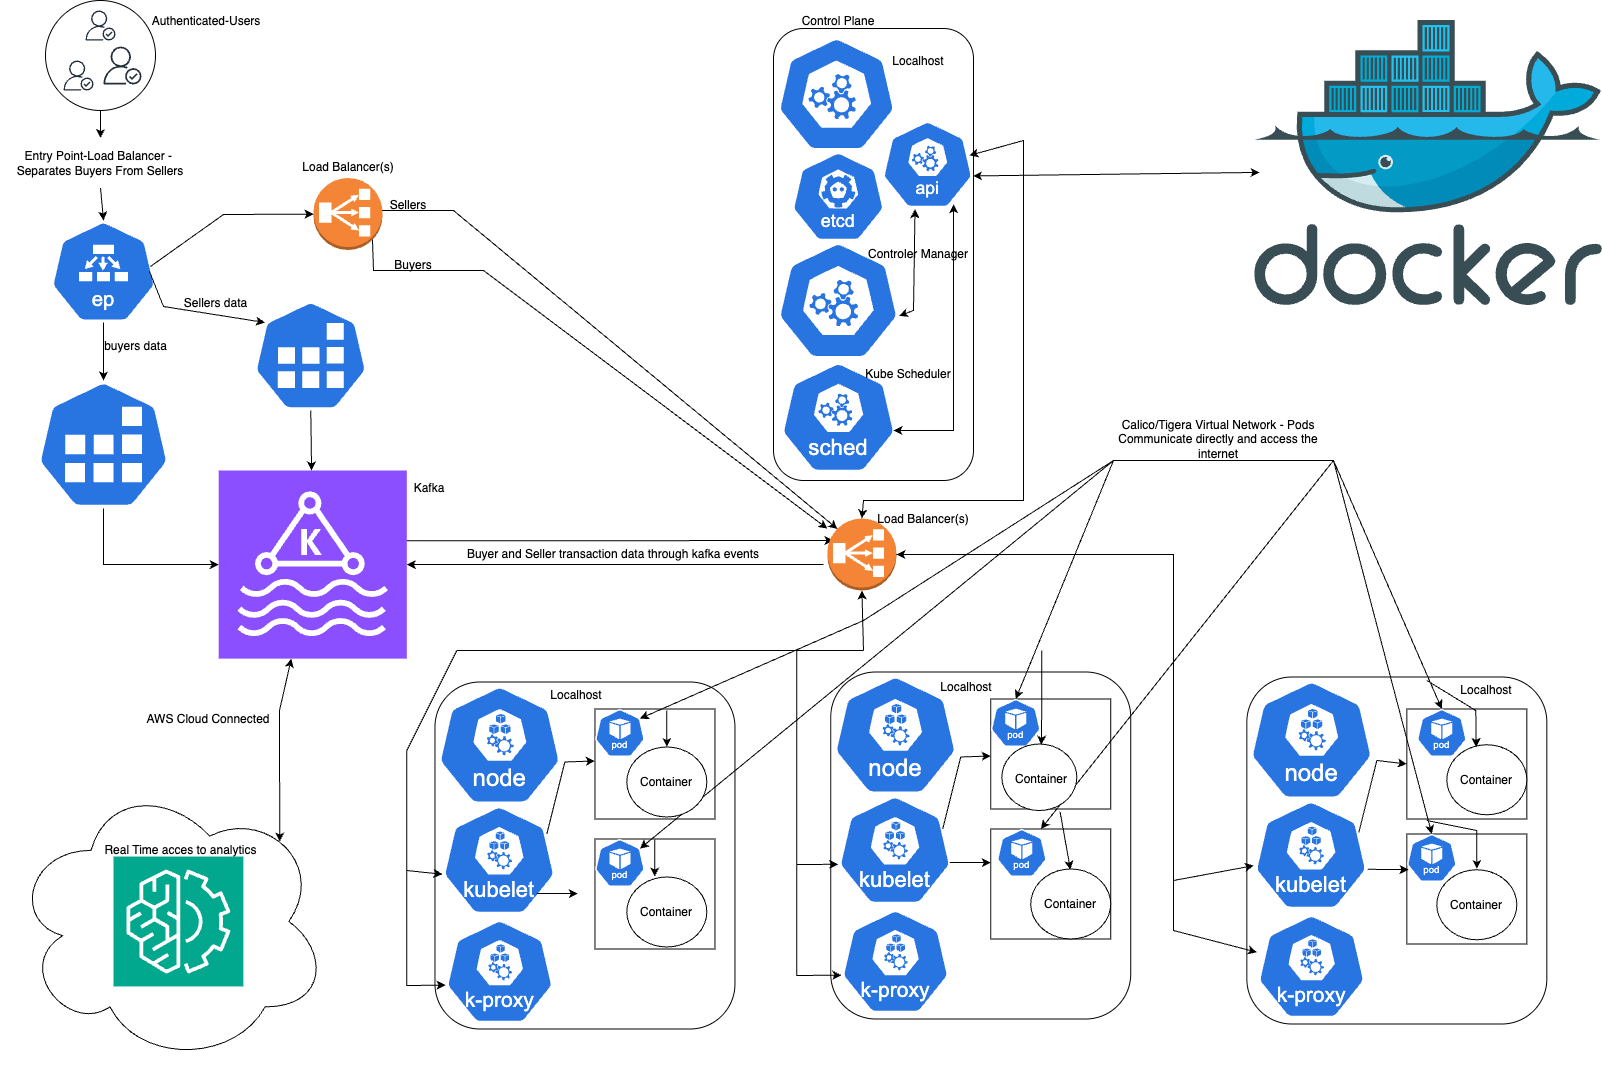 Authenticated-Users
Entry Point-Load Balancer -
Separates Buyers From Sellers
ep
Load Balancer(s)
Sellers
Buyers
Sellers data
buyers data
Kafka
K
Buyer and Seller transaction data through kafka events
AWS Cloud Connected
Real Time acces to analytics
Control Plane
Localhost
api
etcd
Controler Manager
Kube Scheduler
sched
docker
Load Balancer(s)
Calico/Tigera Virtual Network - Pods
Communicate directly and access the
internet
Localhost
node
kubelet
k-proxy
pod
Container
pod
Container
Localhost
node
kubelet
k-proxy
pod
Container
pod
Container
Localhost
node
kubelet
k-proxy
pod
Container
pod
Container